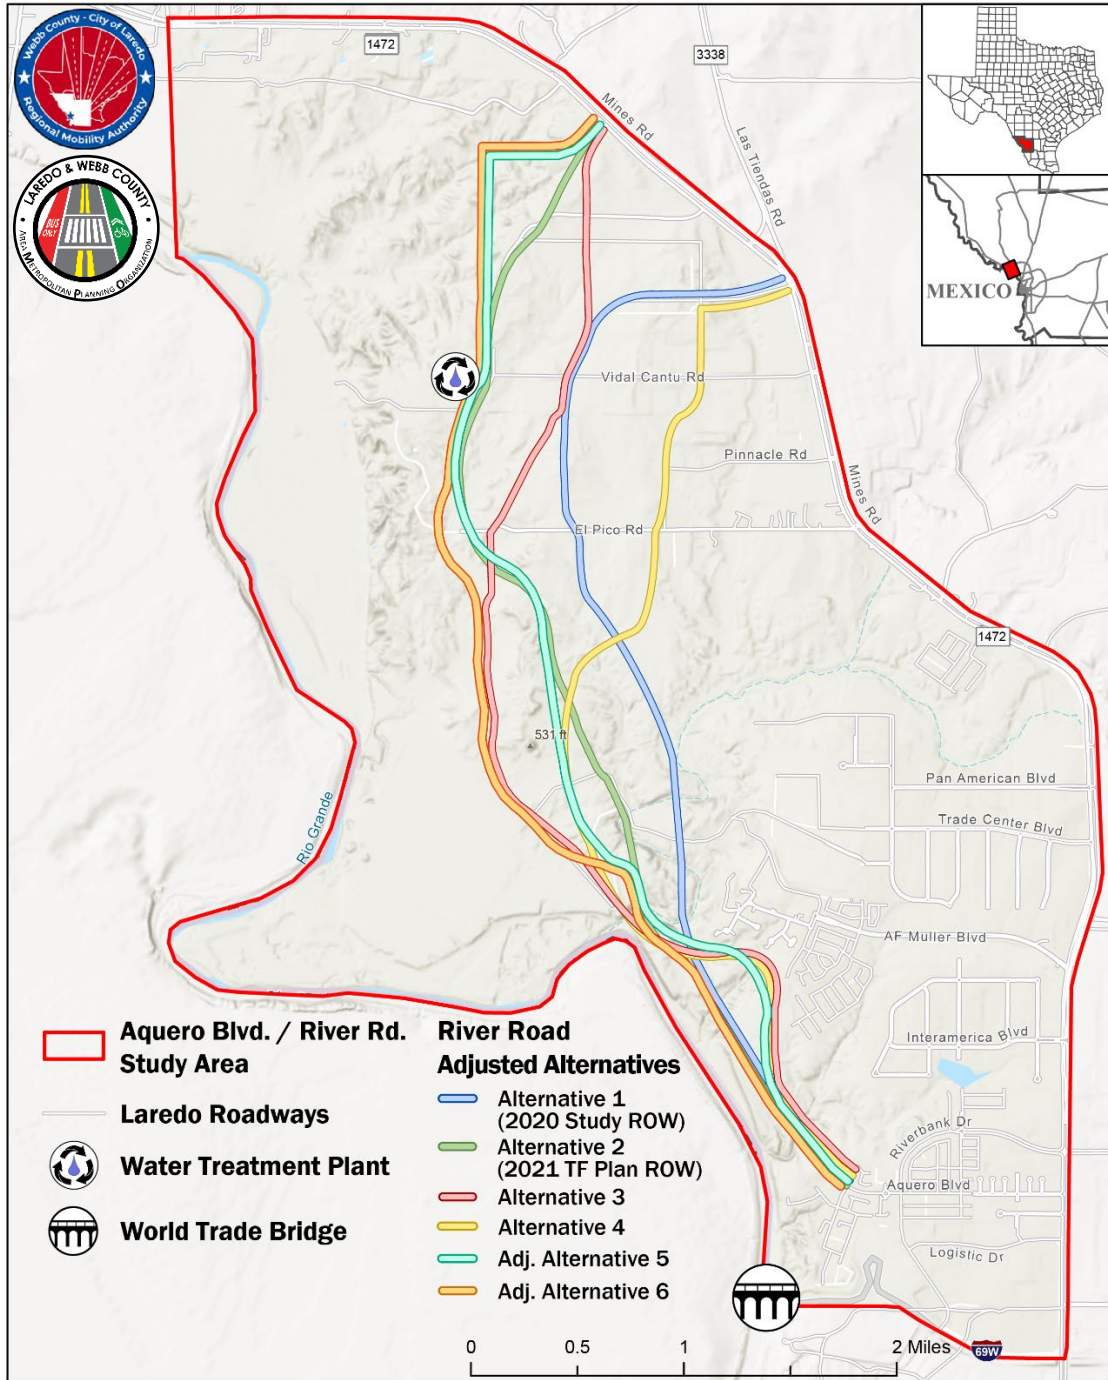 Webb County - City of Laredo
Regional Mobility Authority
LAREDO & WEBB COUNTY
AREA METROPOLITAN PLANNING ORGANIZATION
BUS ONLY
1472
3338
Mines Rd
Las Tiendas Rd
MEXICO
Vidal Cantu Rd
Pinnacle Rd
Mines Rd
El Pico Rd
1472
531 ft
Pan American Blvd
Trade Center Blvd
Rio Grande
AF Muller Blvd
Interamerica Blvd
Riverbank Dr
Aquero Blvd
Logistic Dr
Aquero Blvd. / River Rd.
Study Area
Laredo Roadways
Water Treatment Plant
World Trade Bridge
River Road
Adjusted Alternatives
Alternative 1
(2020 Study ROW)
Alternative 2
(2021 TF Plan ROW)
Alternative 3
Alternative 4
Adj. Alternative 5
Adj. Alternative 6
0 0.5 1 2 Miles
69W